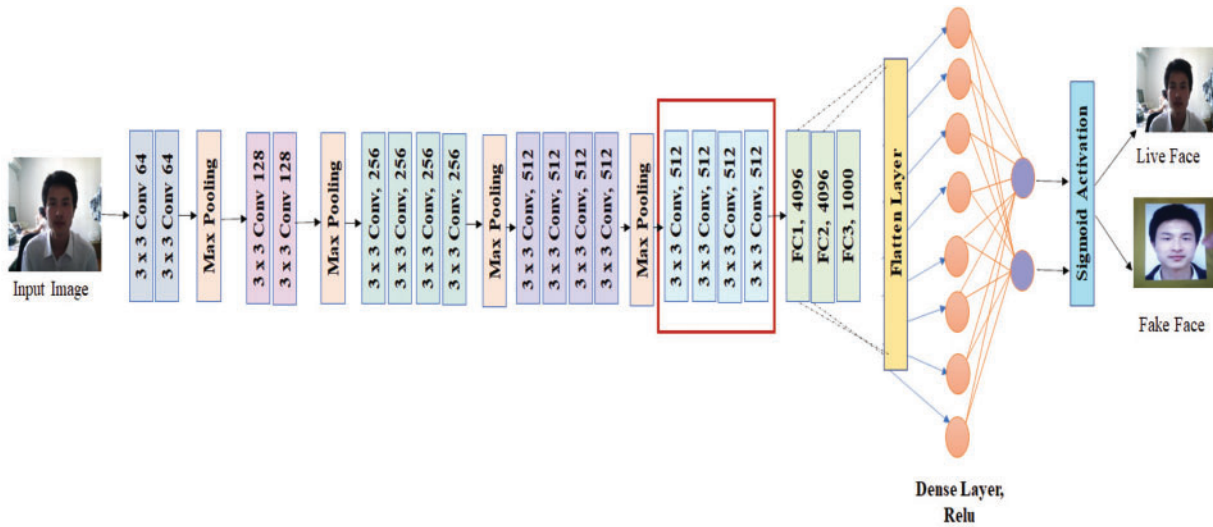 Input Image
3 x 3 Conv 64
3 x 3 Conv 64
Max Pooling
3 x 3 Conv 128
3 x 3 Conv 128
Max Pooling
3 x 3 Conv, 256
3 x 3 Conv, 256
3 x 3 Conv, 256
3 x 3 Conv, 256
Max Pooling
3 x 3 Conv, 512
3 x 3 Conv, 512
3 x 3 Conv, 512
3 x 3 Conv, 512
Max Pooling
3 x 3 Conv, 512
3 x 3 Conv, 512
3 x 3 Conv, 512
3 x 3 Conv, 512
FC1, 4096
FC2, 4096
FC3, 1000
Flatten Layer
Dense Layer,
Relu
Sigmoid Activation
Live Face
Fake Face